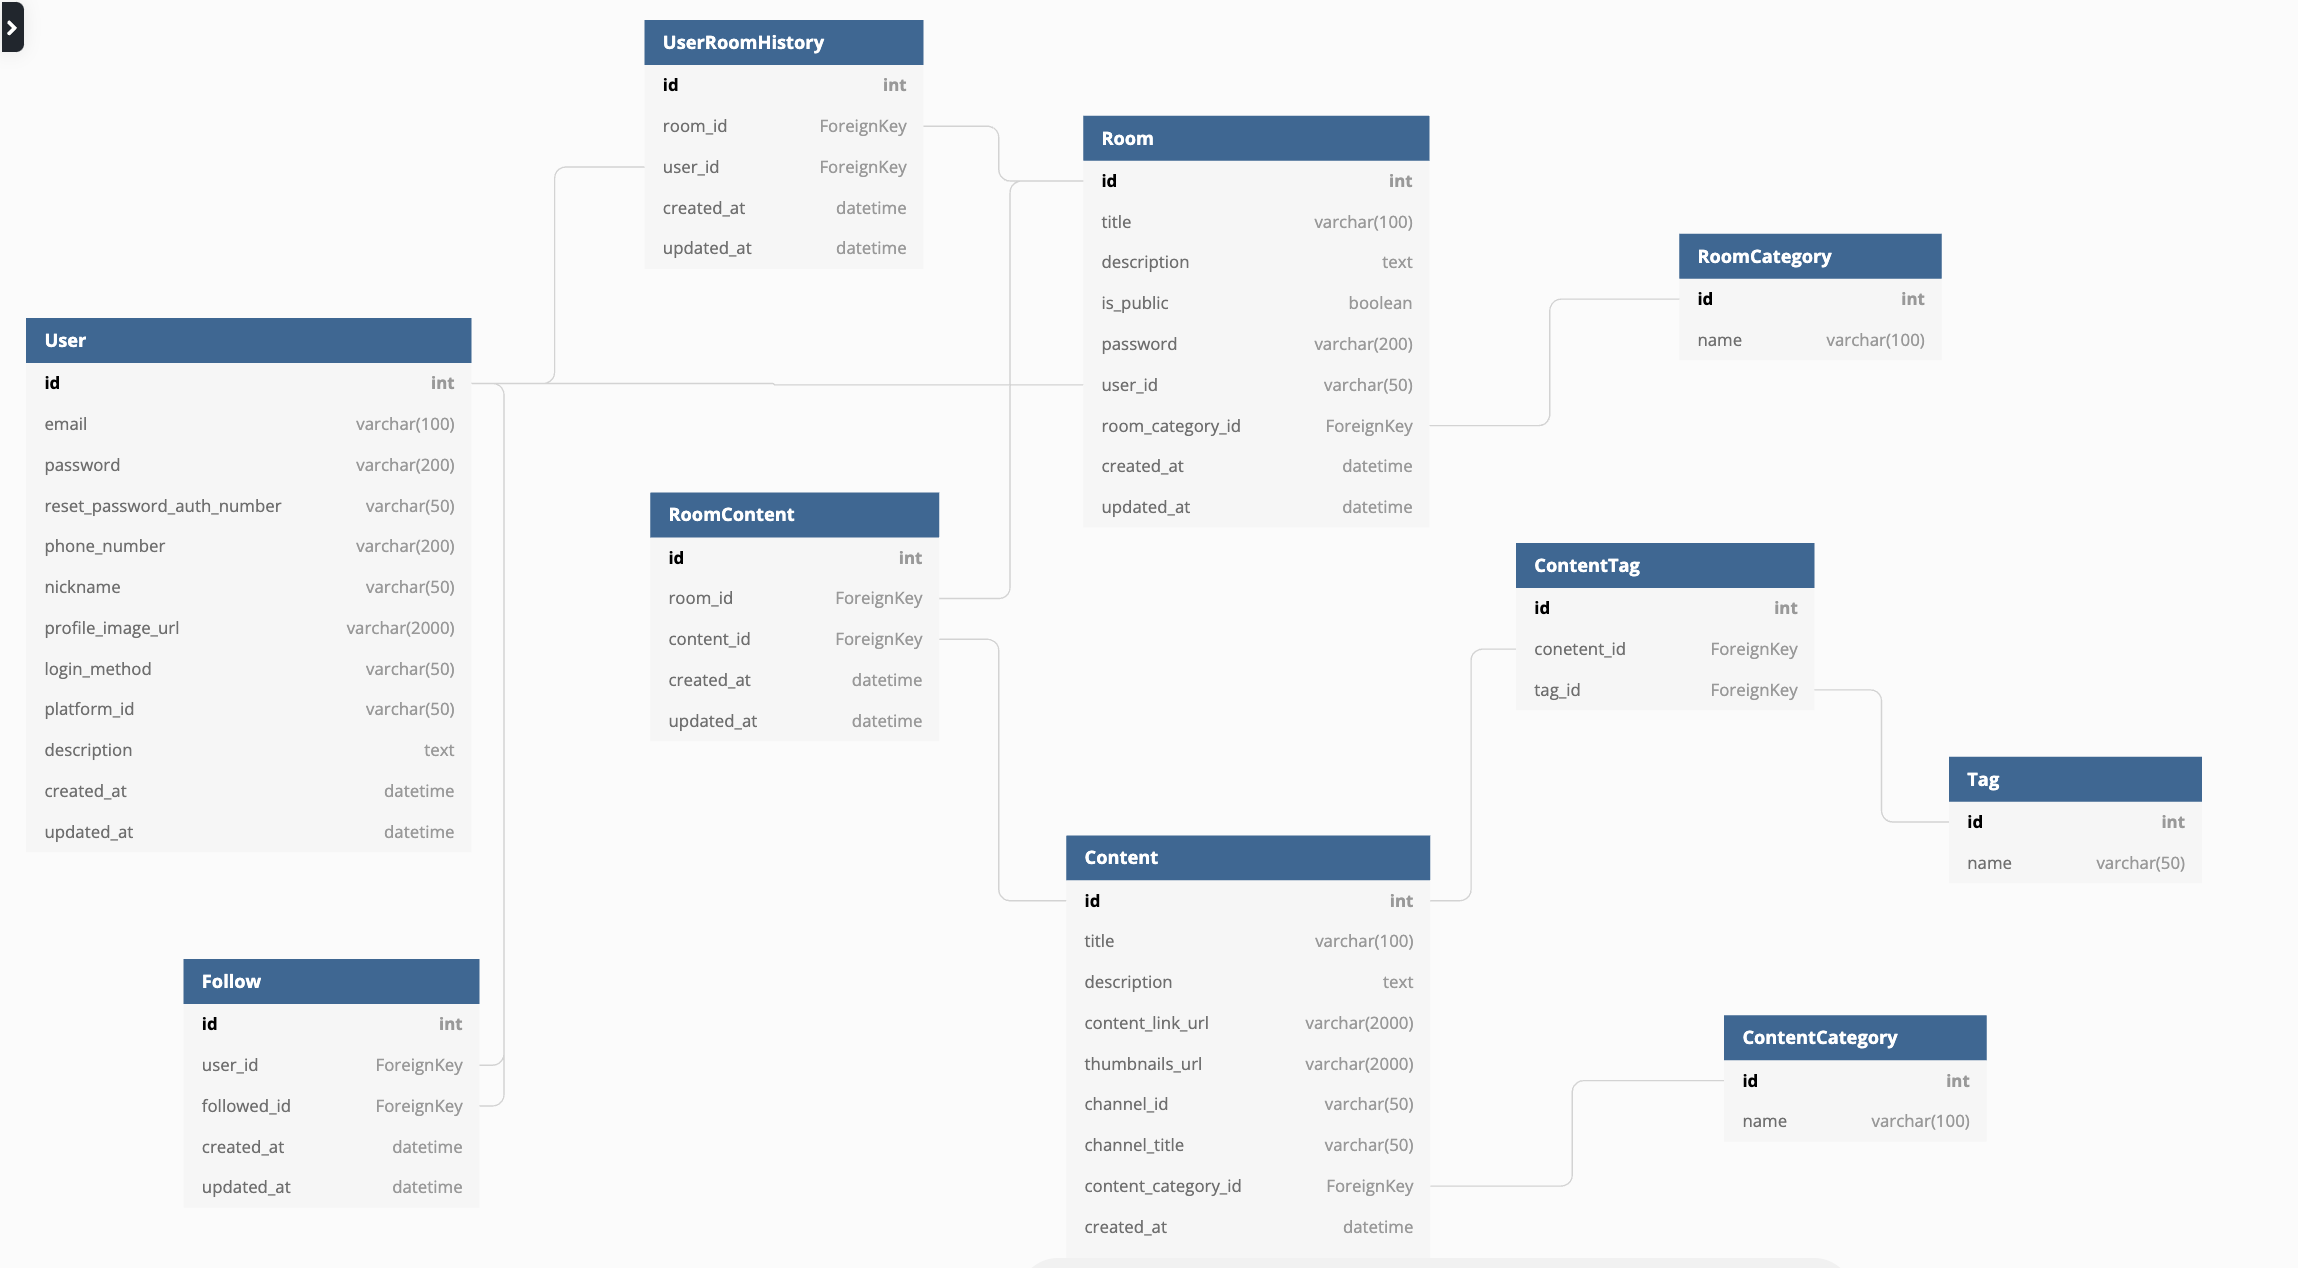 UserRoomHistory
id int
room_id ForeignKey
user_id ForeignKey
created_at datetime
updated_at datetime
Room
id int
title varchar(100)
description text
is_public boolean
password varchar(200)
user_id varchar(50)
room_category_id ForeignKey
created_at datetime
updated_at datetime
RoomCategory
id int
name varchar(100)
User
id int
email varchar(100)
password varchar(200)
reset_password_auth_number varchar(50)
phone_number varchar(200)
nickname varchar(50)
profile_image_url varchar(2000)
login_method varchar(50)
platform_id varchar(50)
description text
created_at datetime
updated_at datetime
RoomContent
id int
room_id ForeignKey
content_id ForeignKey
created_at datetime
updated_at datetime
ContentTag
id int
conetent_id ForeignKey
tag_id ForeignKey
Tag
id int
name varchar(50)
Content
id int
title varchar(100)
description text
content_link_url varchar(2000)
thumbnails_url varchar(2000)
channel_id varchar(50)
channel_title varchar(50)
content_category_id ForeignKey
created_at datetime
Follow
id int
user_id ForeignKey
followed_id ForeignKey
created_at datetime
updated_at datetime
ContentCategory
id int
name varchar(100)